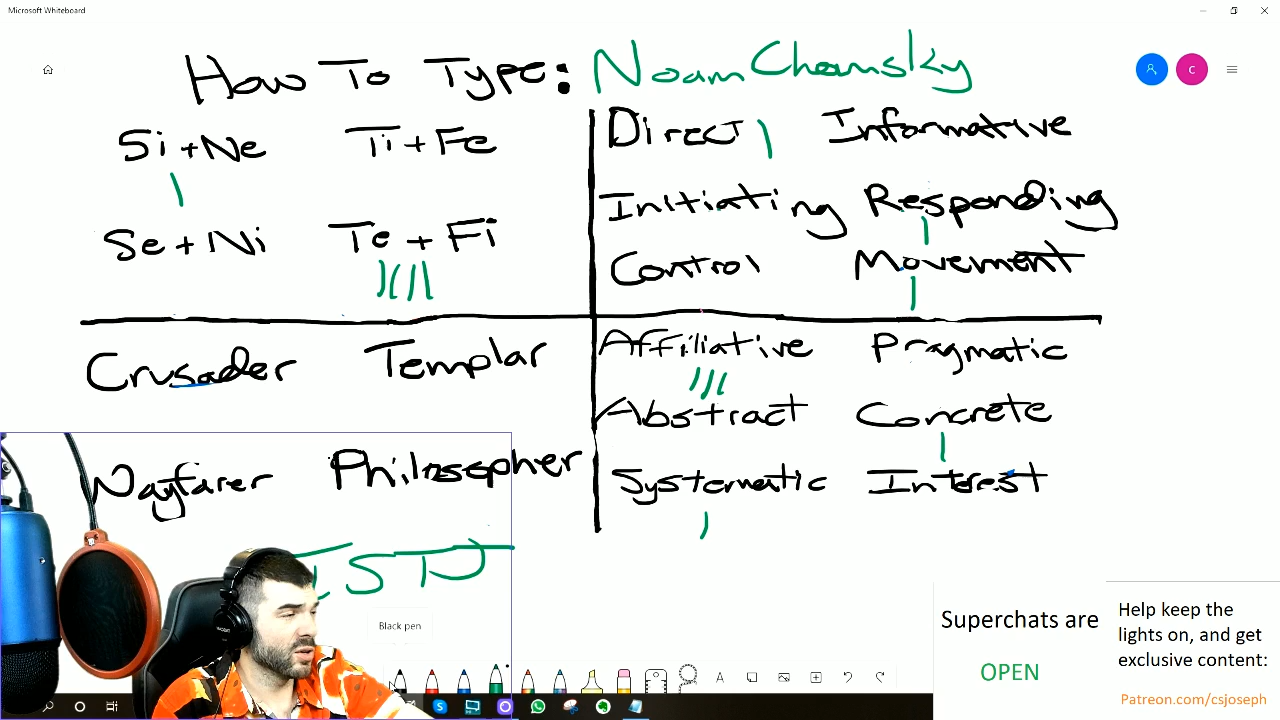 Microsoft Whiteboard
How To Type: Noam Chomsky
Si+Ne Ti+Fe
Se+Ni Te+Fi
Direct Informative
Initiating Responding
Control Movement
Crusader Templar
Wayfarer Philosopher
Affiliative Pragmatic
Abstract Concrete
Systematic Interest
ISTJ
Black pen
C
Superchats are
OPEN
Help keep the
lights on, and get
exclusive content:
Patreon.com/csjoseph